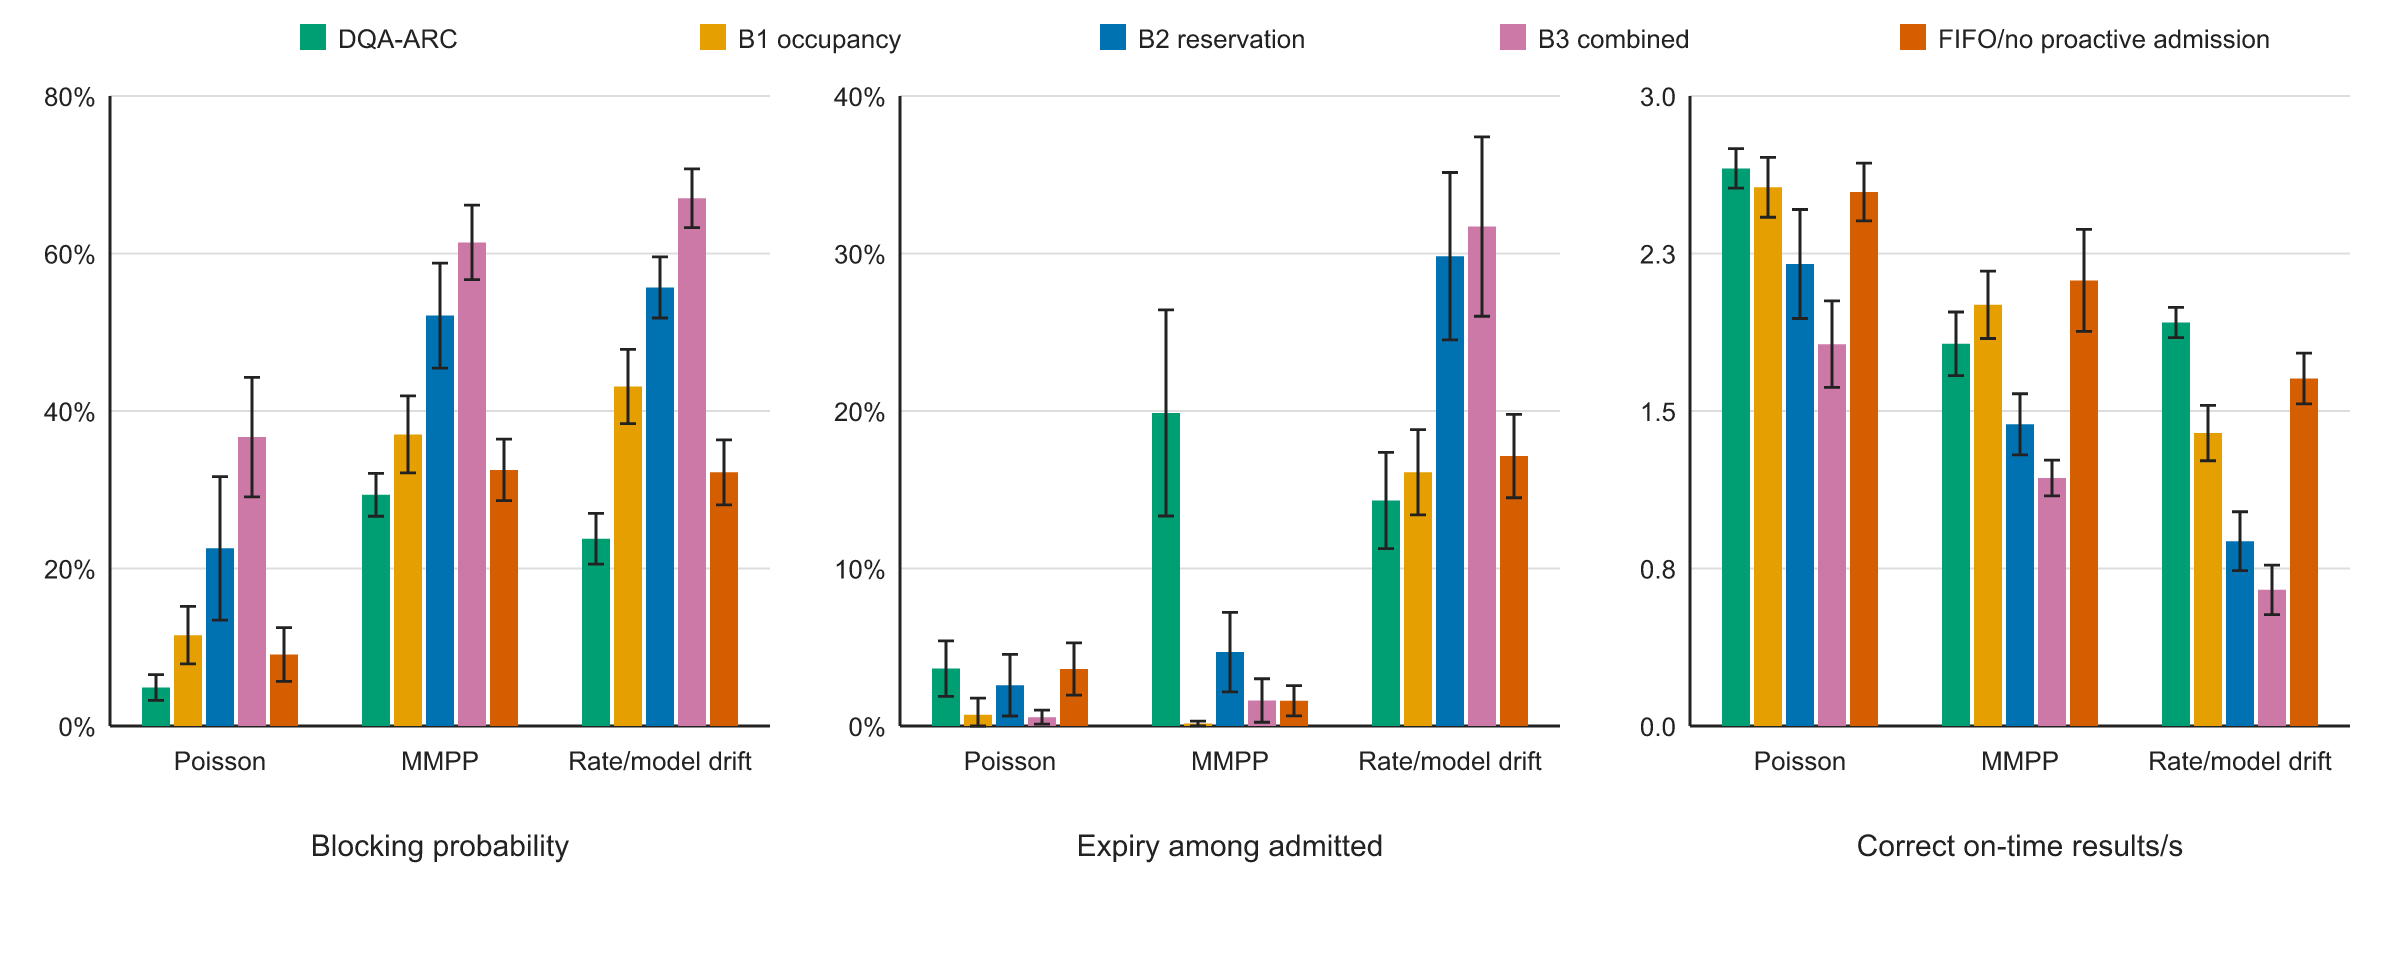 DQA-ARC B1 occupancy B2 reservation B3 combined FIFO/no proactive admission
80%
60%
40%
20%
0%
Poisson MMPP Rate/model drift
Blocking probability
40%
30%
20%
10%
0%
Poisson MMPP Rate/model drift
Expiry among admitted
3.0
2.3
1.5
0.8
0.0
Poisson MMPP Rate/model drift
Correct on-time results/s